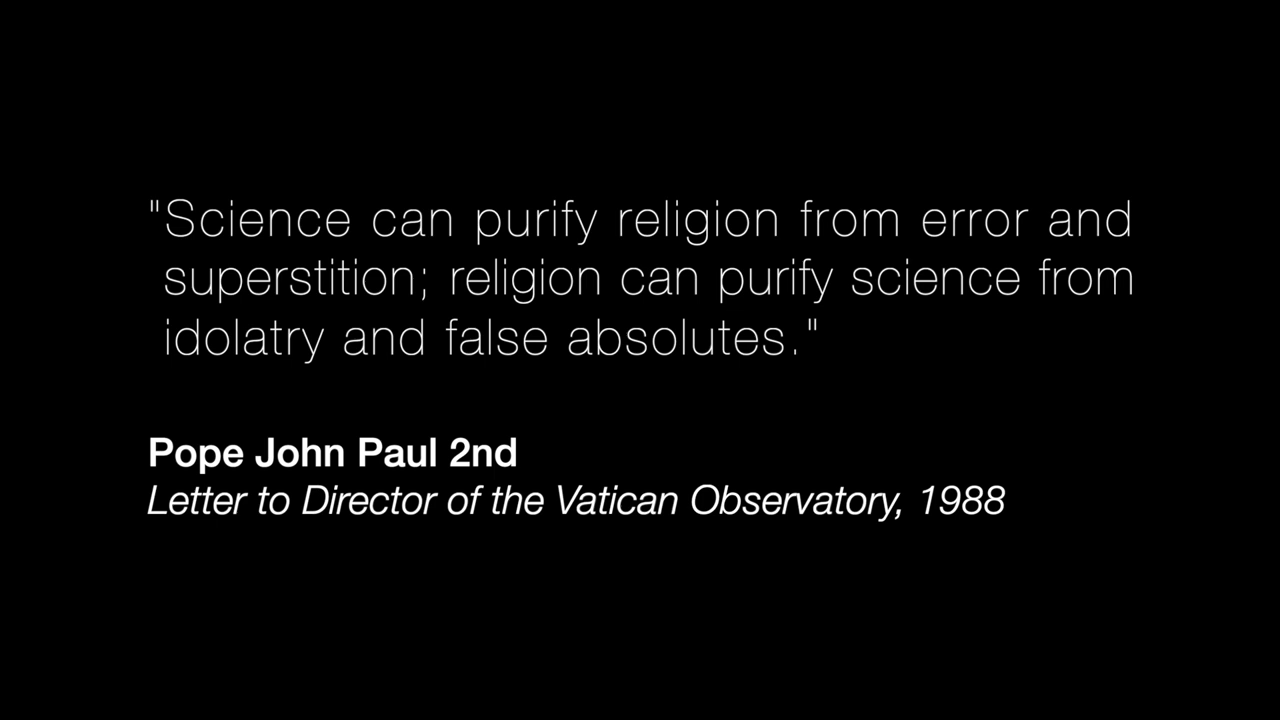 "Science can purify religion from error and
superstition; religion can purify science from
idolatry and false absolutes."
Pope John Paul 2nd
Letter to Director of the Vatican Observatory, 1988